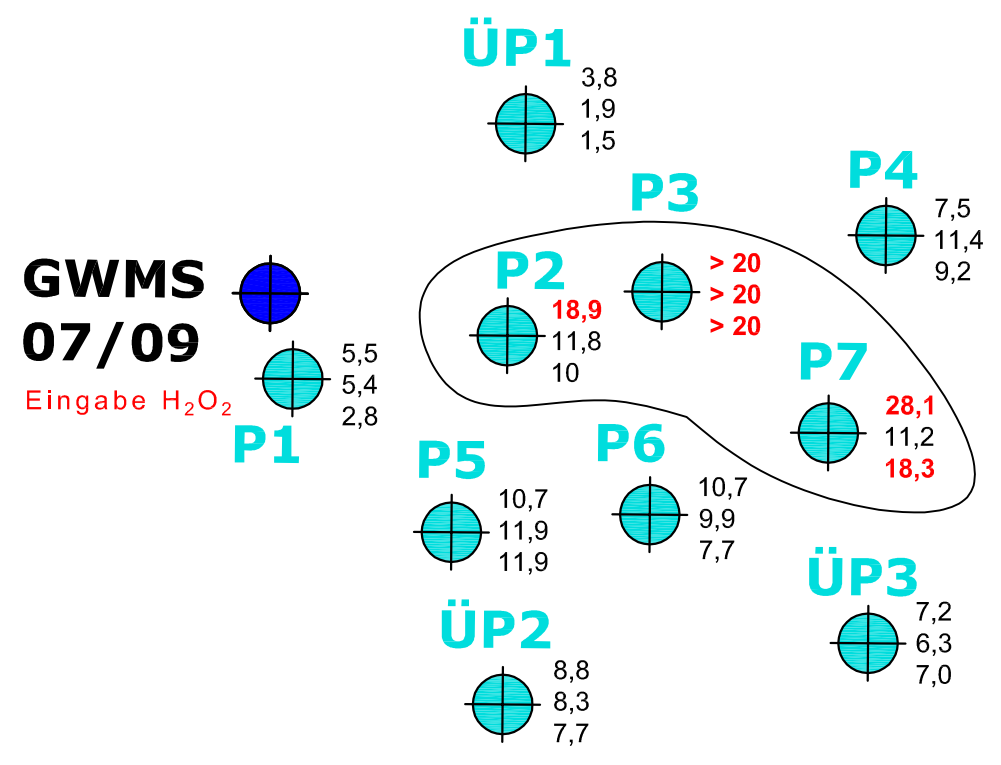 ÜP1
3,8
1,9
1,5
P4
7,5
11,4
9,2
P3
> 20
> 20
> 20
P2
18,9
11,8
10
GWMS
07/09
Eingabe H₂O₂
5,5
5,4
2,8
P1
P7
28,1
11,2
18,3
P5
10,7
11,9
11,9
P6
10,7
9,9
7,7
ÜP3
7,2
6,3
7,0
ÜP2
8,8
8,3
7,7